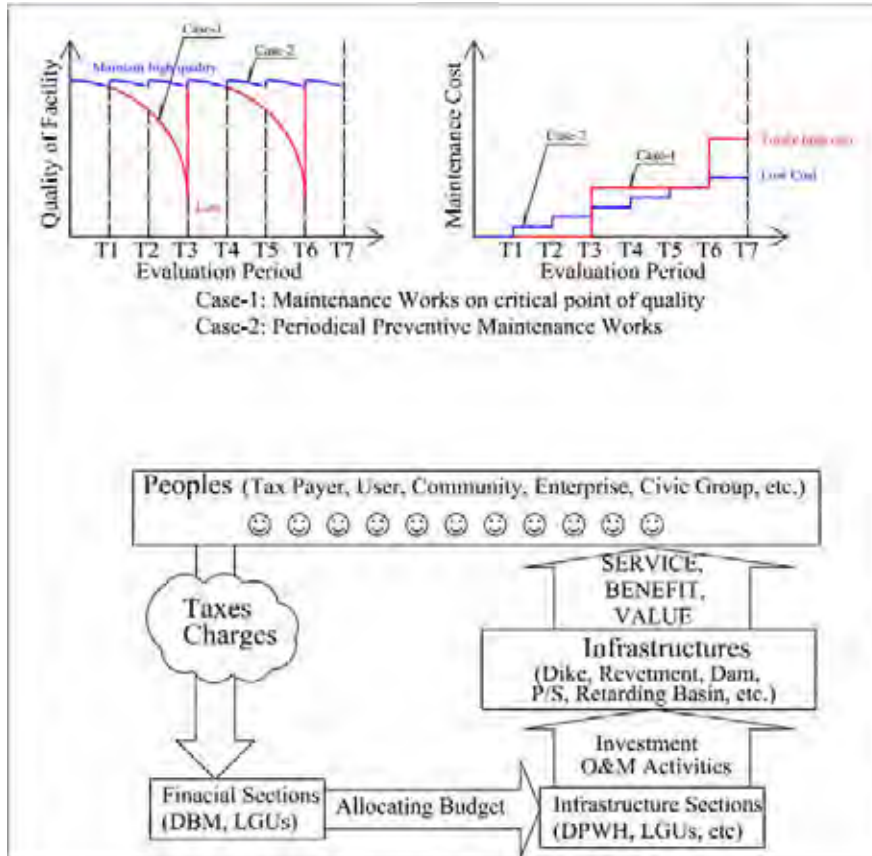 Case-1
Case-2
Maintain high quality
Quality of Facility
T1 T2 T3 T4 T5 T6 T7
Evaluation Period
Maintenance Cost
Case-2
Case-1
Low Cost
T1 T2 T3 T4 T5 T6 T7
Evaluation Period
Case-1: Maintenance Works on critical point of quality
Case-2: Periodical Preventive Maintenance Works
Peoples (Tax Payer, User, Community, Enterprise, Civic Group, etc.)
Taxes
Charges
SERVICE,
BENEFIT,
VALUE
Infrastructures
(Dike, Revetment, Dam,
P/S, Retarding Basin, etc.)
Investment
O&M Activities
Finacial Sections
(DBM, LGUs)
Allocating Budget
Infrastructure Sections
(DPWH, LGUs, etc)